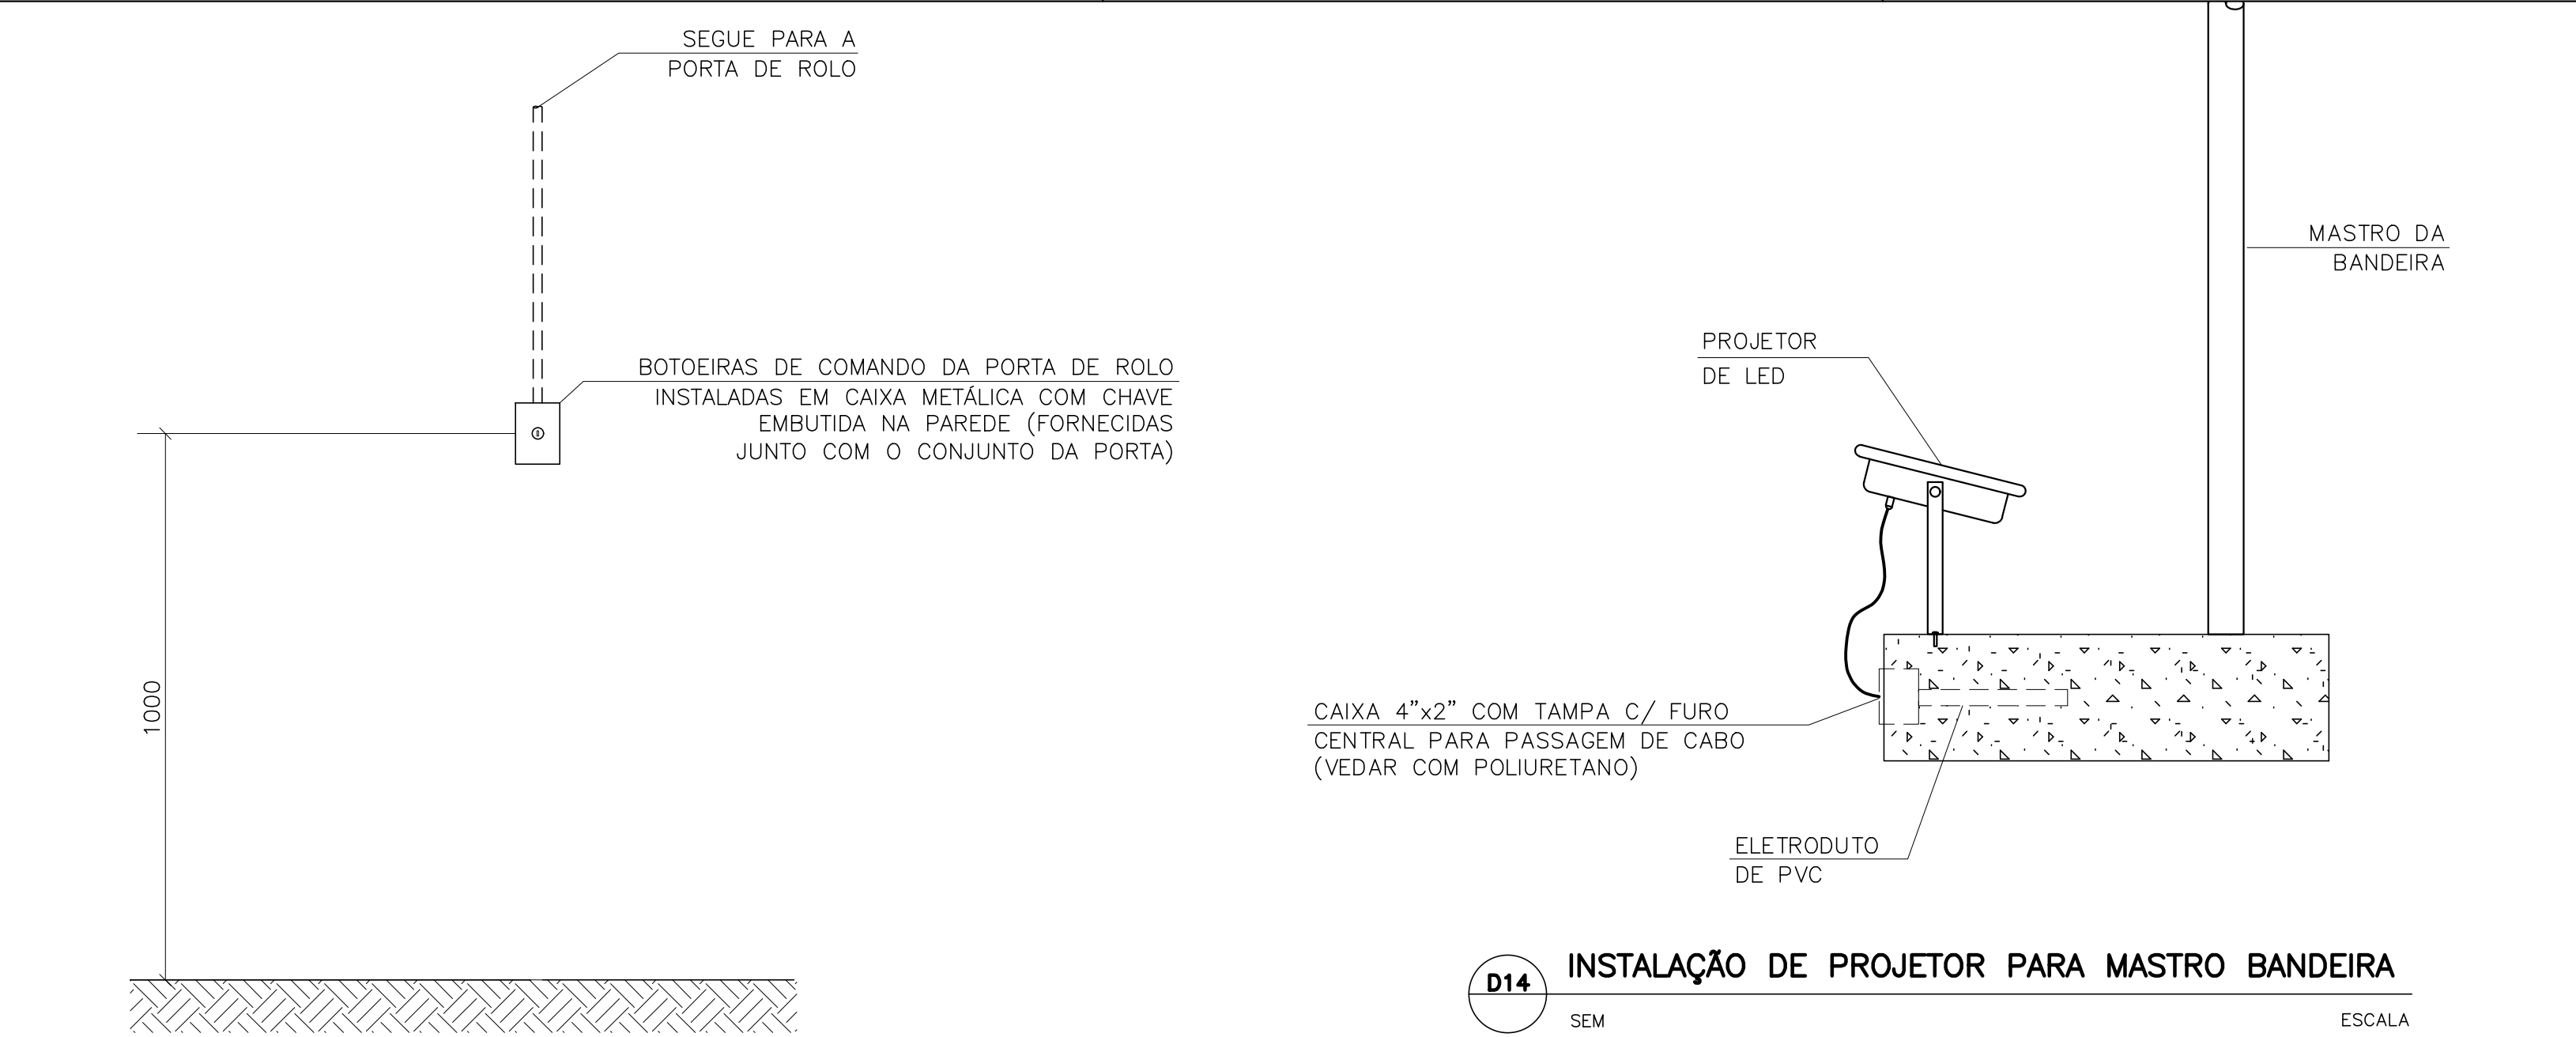 SEGUE PARA A
PORTA DE ROLO
BOTOEIRAS DE COMANDO DA PORTA DE ROLO
INSTALADAS EM CAIXA METÁLICA COM CHAVE
EMBUTIDA NA PAREDE (FORNECIDAS
JUNTO COM O CONJUNTO DA PORTA)
1000
MASTRO DA
BANDEIRA
PROJETOR
DE LED
CAIXA 4”x2” COM TAMPA C/ FURO
CENTRAL PARA PASSAGEM DE CABO
(VEDAR COM POLIURETANO)
ELETRODUTO
DE PVC
D14 INSTALAÇÃO DE PROJETOR PARA MASTRO BANDEIRA
SEM ESCALA